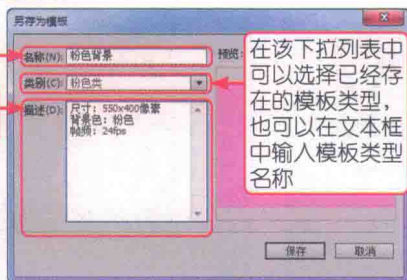 另存为模板
名称(N): 粉色背景
预览:
类别(C): 粉色类
描述(D): 尺寸: 550x400像素
背景色: 粉色
帧频: 24fps
在该下拉列表中
可以选择已经存
在的模板类型,
也可以在文本框
中输入模板类型
名称
保存
取消